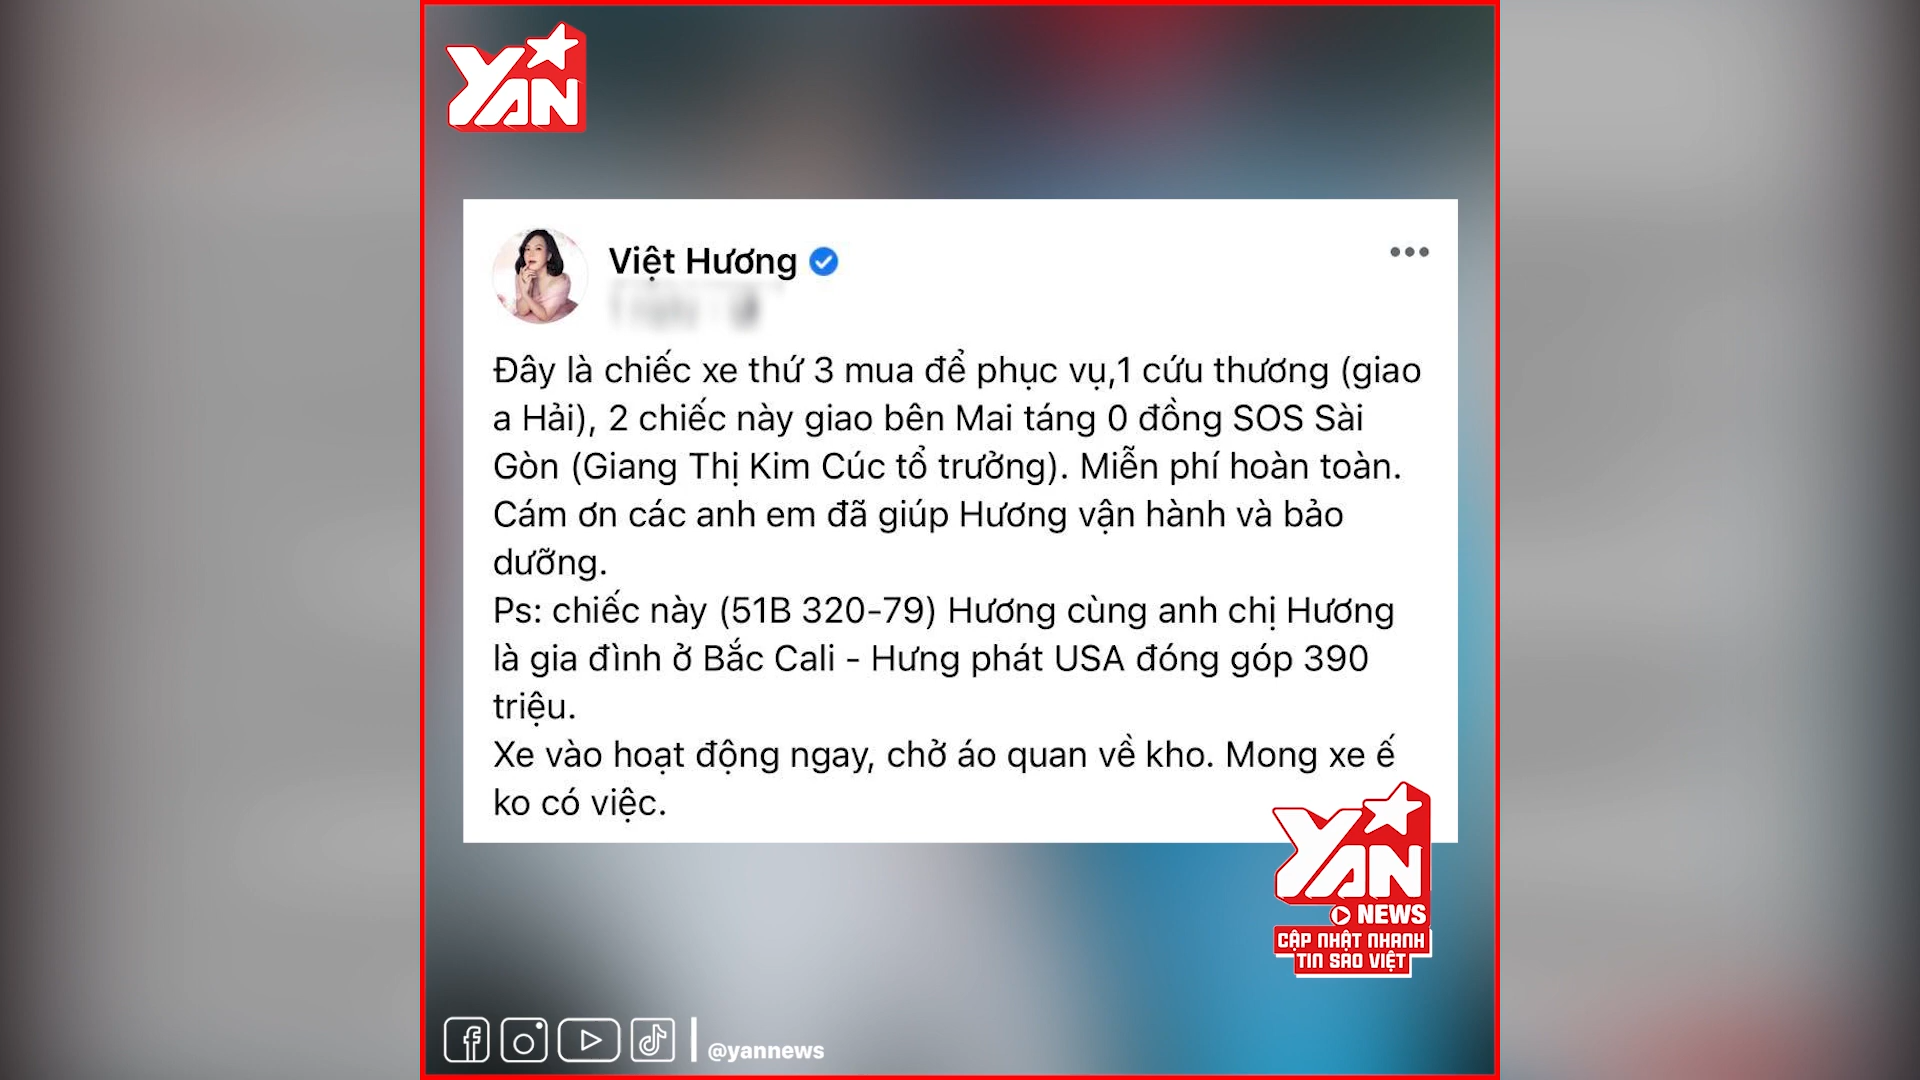 YAN
Việt Hương
Đây là chiếc xe thứ 3 mua để phục vụ,1 cứu thương (giao
a Hải), 2 chiếc này giao bên Mai táng 0 đồng SOS Sài
Gòn (Giang Thị Kim Cúc tổ trưởng). Miễn phí hoàn toàn.
Cám ơn các anh em đã giúp Hương vận hành và bảo
dưỡng.
Ps: chiếc này (51B 320-79) Hương cùng anh chị Hương
là gia đình ở Bắc Cali - Hưng phát USA đóng góp 390
triệu.
Xe vào hoạt động ngay, chở áo quan về kho. Mong xe ế
ko có việc.
YAN
NEWS
CẬP NHẬT NHANH
TIN SAO VIỆT
@yannews